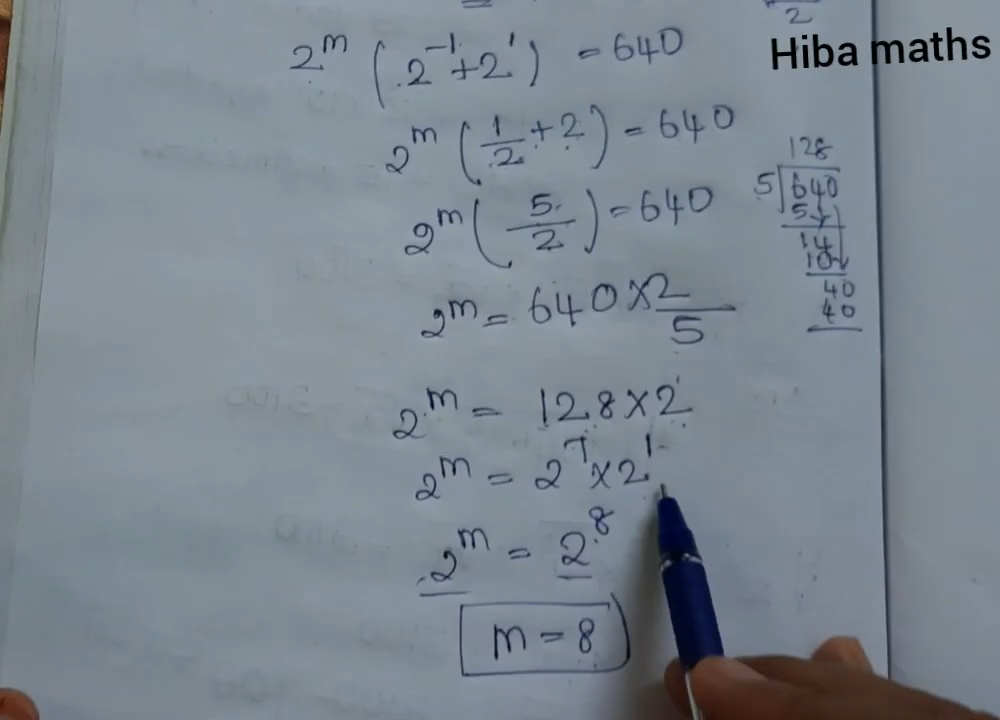 2
Hiba maths
2^m (2^-1 + 2^1) = 640
2^m (1/2 + 2) = 640
2^m (5/2) = 640
2^m = 640 × 2/5
2^m = 128 × 2
2^m = 2^7 × 2^1
2^m = 2^8
m = 8
128
5 640
5
14
10
40
40